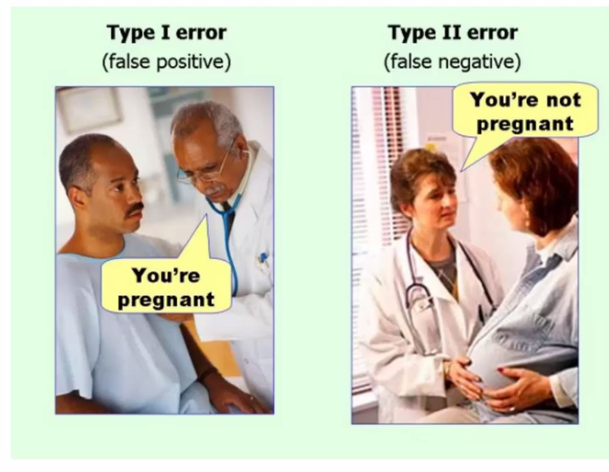 Type I error
(false positive)
You're
pregnant
Type II error
(false negative)
You're not
pregnant